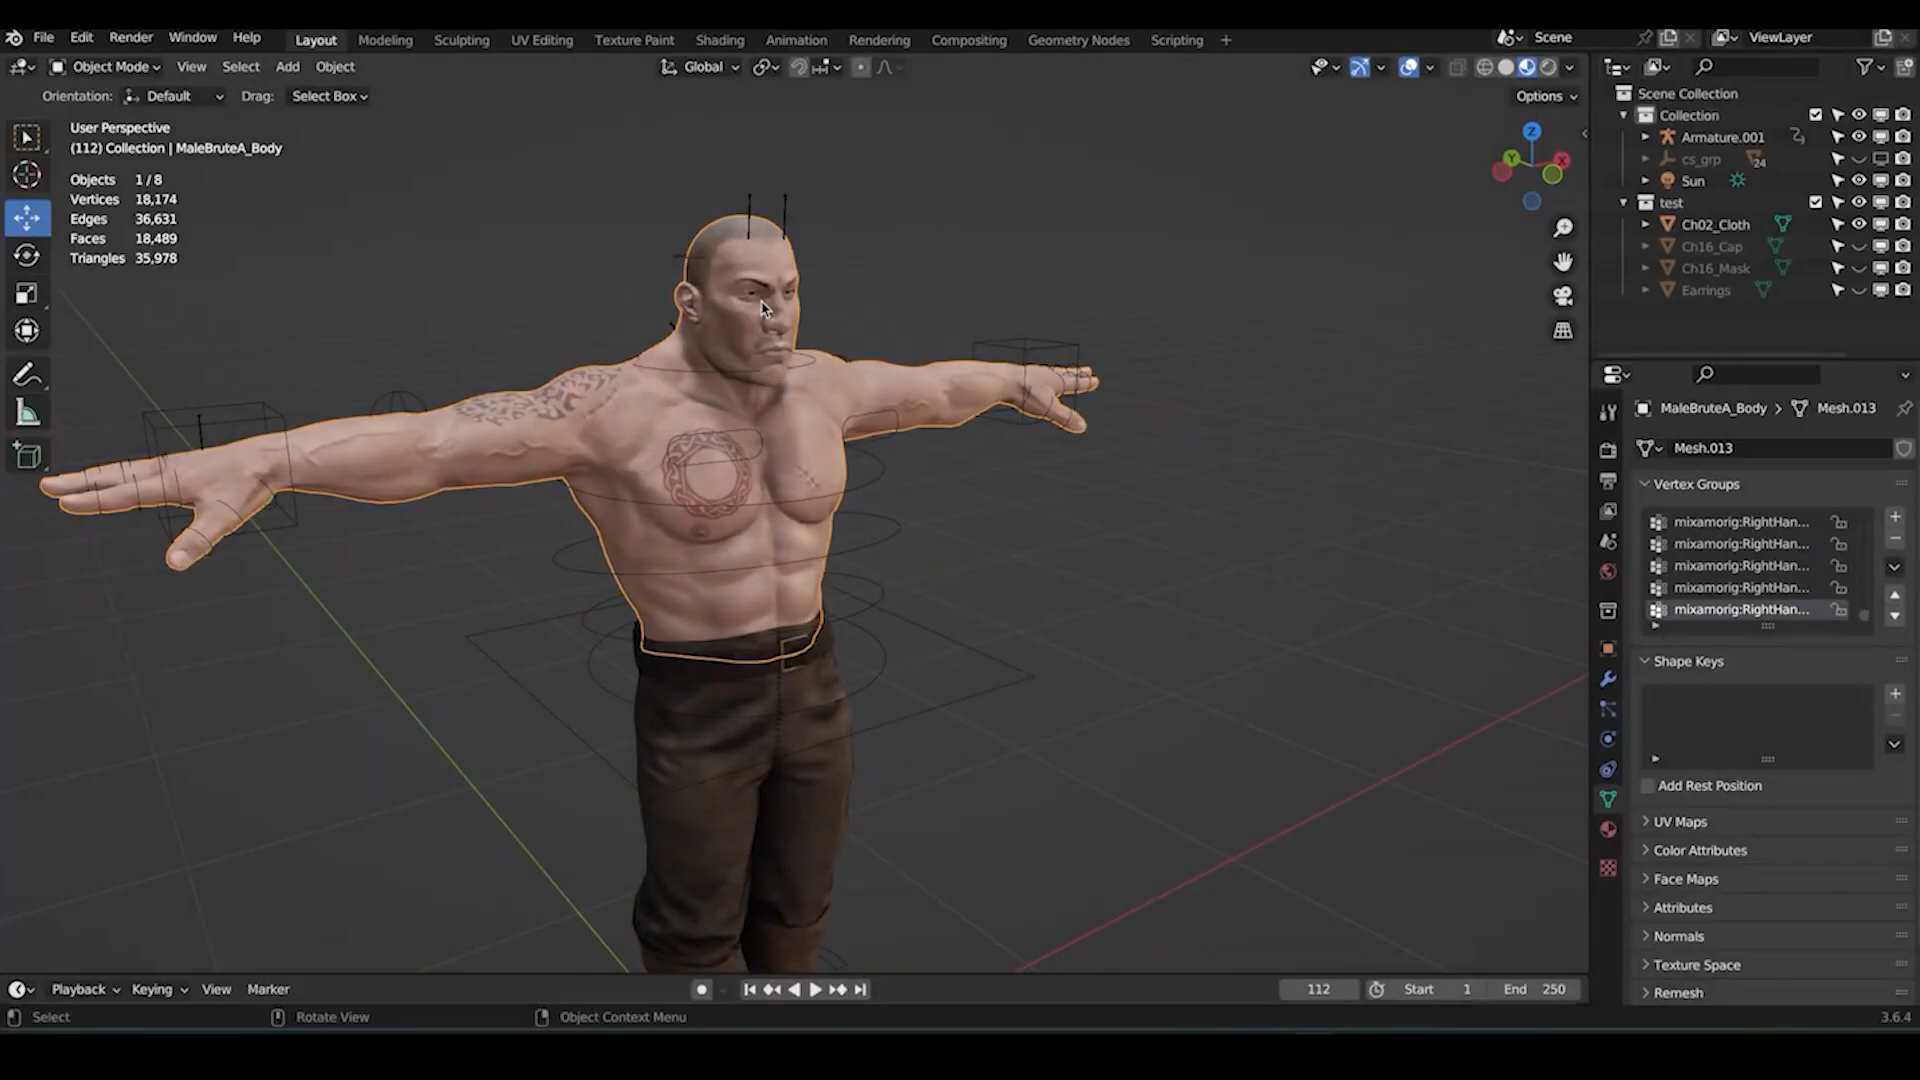 File Edit Render Window Help Layout Modeling Sculpting UV Editing Texture Paint Shading Animation Rendering Compositing Geometry Nodes Scripting + Scene ViewLayer
Object Mode View Select Add Object Global
Orientation: Default Drag: Select Box Options
User Perspective
(112) Collection | MaleBruteA_Body
Objects 1 / 8
Vertices 18,174
Edges 36,631
Faces 18,489
Triangles 35,978
Z
Y
X
Scene Collection
Collection
Armature.001
cs_grp 24
Sun
test
Ch02_Cloth
Ch16_Cap
Ch16_Mask
Earrings
MaleBruteA_Body > Mesh.013
Mesh.013
Vertex Groups
mixamorig:RightHan...
mixamorig:RightHan...
mixamorig:RightHan...
mixamorig:RightHan...
mixamorig:RightHan...
Shape Keys
Add Rest Position
UV Maps
Color Attributes
Face Maps
Attributes
Normals
Texture Space
Remesh
Playback Keying View Marker 112 Start 1 End 250
Select Rotate View Object Context Menu 3.6.4